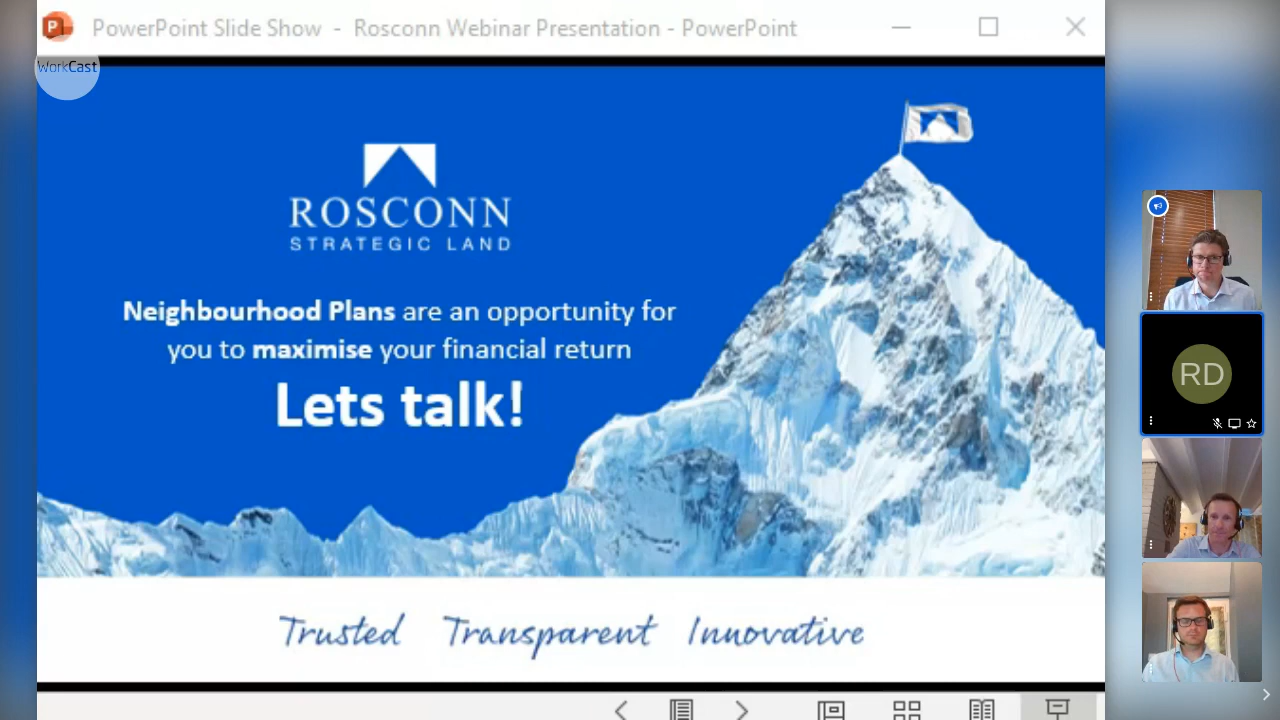 PowerPoint Slide Show - Rosconn Webinar Presentation - PowerPoint
WorkCast
ROSCONN
STRATEGIC LAND
Neighbourhood Plans are an opportunity for
you to maximise your financial return
Lets talk!
Trusted Transparent Innovative
RD